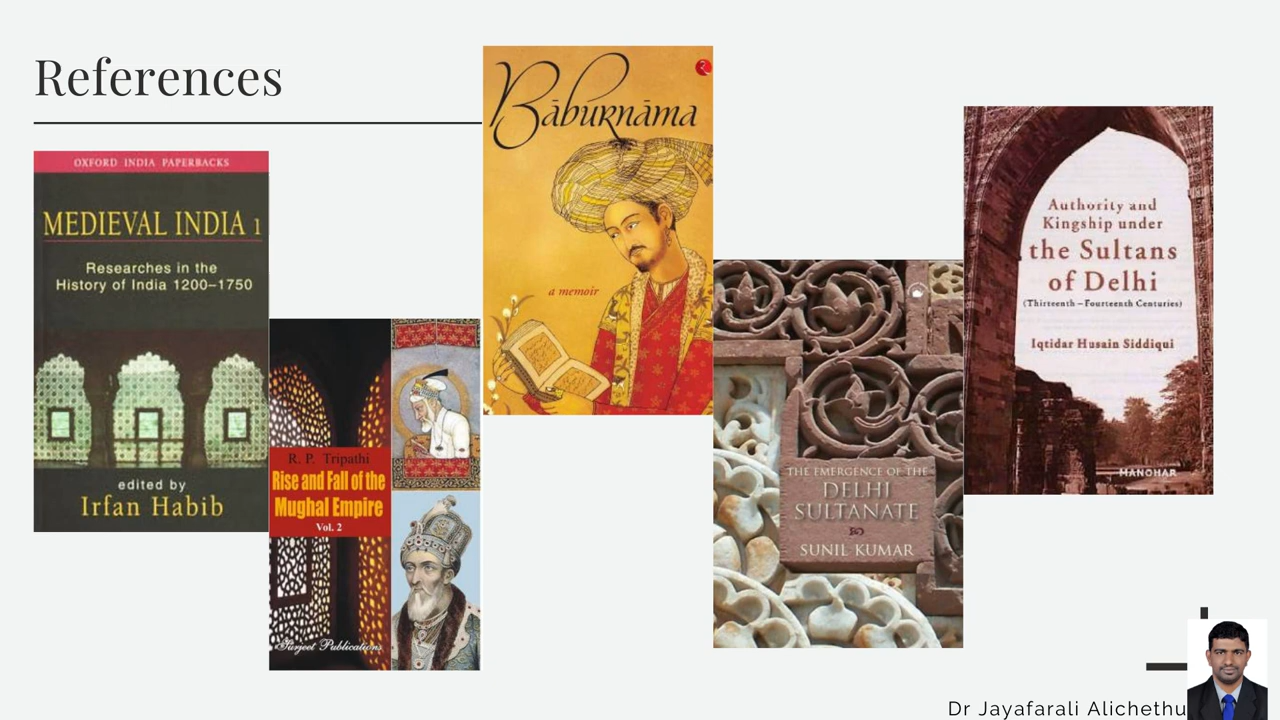 References
OXFORD INDIA PAPERBACKS
MEDIEVAL INDIA 1
Researches in the
History of India 1200–1750
edited by
Irfan Habib
R. P. Tripathi
Rise and Fall of the
Mughal Empire
Vol. 2
Surjeet Publications
Bāburnāma
a memoir
THE EMERGENCE OF THE
DELHI
SULTANATE
SUNIL KUMAR
Authority and
Kingship under
the Sultans
of Delhi
(Thirteenth – Fourteenth Centuries)
Iqtidar Husain Siddiqui
MANOHAR
Dr Jayafarali Alichethu